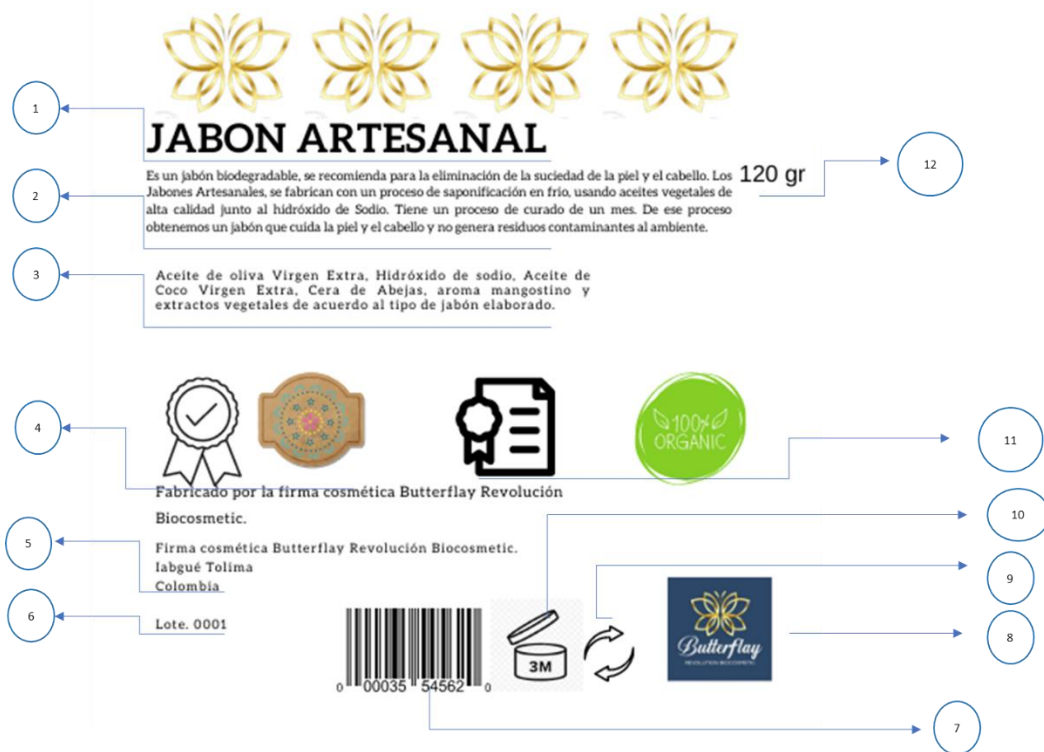 JABON ARTESANAL
1
Es un jabón biodegradable, se recomienda para la eliminación de la suciedad de la piel y el cabello. Los
Jabones Artesanales, se fabrican con un proceso de saponificación en frio, usando aceites vegetales de
alta calidad junto al hidróxido de Sodio. Tiene un proceso de curado de un mes. De ese proceso
obtenemos un jabón que cuida la piel y el cabello y no genera residuos contaminantes al ambiente.
120 gr
12
2
3
Aceite de oliva Virgen Extra, Hidróxido de sodio, Aceite de
Coco Virgen Extra, Cera de Abejas, aroma mangostino y
extractos vegetales de acuerdo al tipo de jabón elaborado.
100% 
ORGANIC
4
11
Fabricado por la firma cosmética Butterflay Revolución
Biocosmetic.
10
5
Firma cosmética Butterflay Revolución Biocosmetic.
Iabgué Tolima
Colombia
9
6
Lote. 0001
0 00035 54562 0
3M
Butterflay
REVOLUTION BIOCOSMETIC
8
7